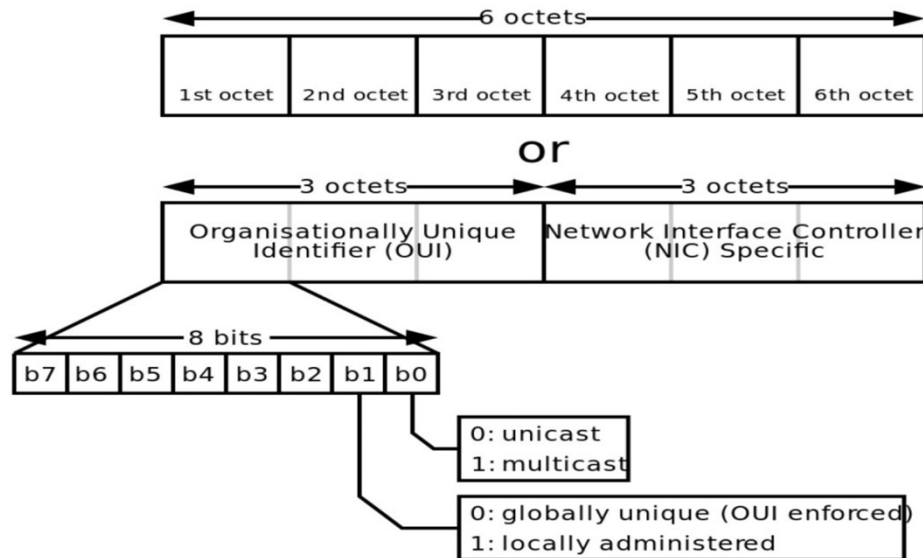 6 octets
1st octet 2nd octet 3rd octet 4th octet 5th octet 6th octet
or
3 octets 3 octets
Organisationally Unique
Identifier (OUI)
Network Interface Controller
(NIC) Specific
8 bits
b7 b6 b5 b4 b3 b2 b1 b0
0: unicast
1: multicast
0: globally unique (OUI enforced)
1: locally administered